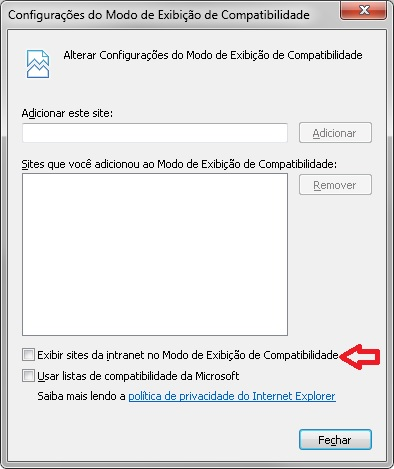 Configurações do Modo de Exibição de Compatibilidade
Alterar Configurações do Modo de Exibição de Compatibilidade
Adicionar este site:
Adicionar
Sites que você adicionou ao Modo de Exibição de Compatibilidade:
Remover
Exibir sites da intranet no Modo de Exibição de Compatibilidade
Usar listas de compatibilidade da Microsoft
Saiba mais lendo a política de privacidade do Internet Explorer
Fechar